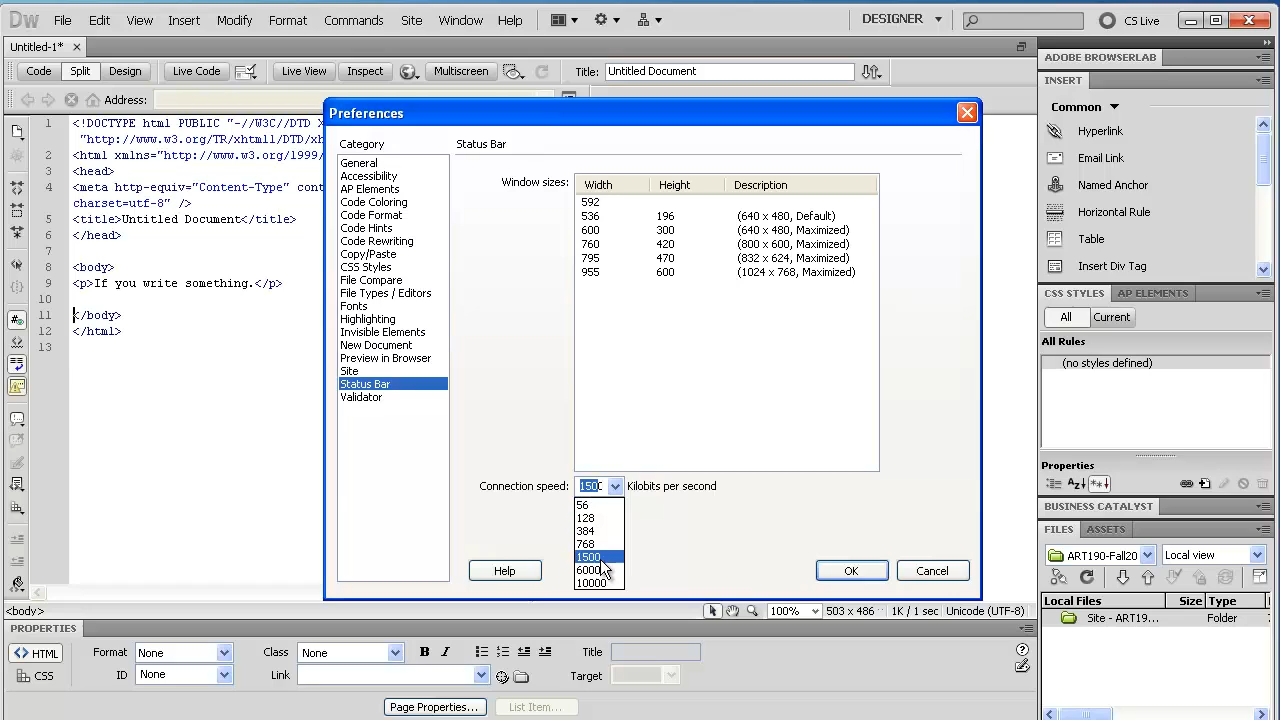 Dw File Edit View Insert Modify Format Commands Site Window Help DESIGNER CS Live
Untitled-1*
Code Split Design Live Code Live View Inspect Multiscreen Title: Untitled Document
Address:
1 <!DOCTYPE html PUBLIC "-//W3C//DTD X
"http://www.w3.org/TR/xhtml1/DTD/xh
2 <html xmlns="http://www.w3.org/1999/
3 <head>
4 <meta http-equiv="Content-Type" cont
charset=utf-8" />
5 <title>Untitled Document</title>
6 </head>
7
8 <body>
9 <p>If you write something.</p>
10
11 </body>
12 </html>
13
Preferences
Category
General
Accessibility
AP Elements
Code Coloring
Code Format
Code Hints
Code Rewriting
Copy/Paste
CSS Styles
File Compare
File Types / Editors
Fonts
Highlighting
Invisible Elements
New Document
Preview in Browser
Site
Status Bar
Validator
Status Bar
Window sizes:
Width Height Description
592
536 196 (640 x 480, Default)
600 300 (640 x 480, Maximized)
760 420 (800 x 600, Maximized)
795 470 (832 x 624, Maximized)
955 600 (1024 x 768, Maximized)
Connection speed: 1500 Kilobits per second
56
128
384
768
1500
6000
10000
Help OK Cancel
ADOBE BROWSERLAB
INSERT
Common
Hyperlink
Email Link
Named Anchor
Horizontal Rule
Table
Insert Div Tag
CSS STYLES AP ELEMENTS
All Current
All Rules
(no styles defined)
Properties
Az
BUSINESS CATALYST
FILES ASSETS
ART190-Fall20 Local view
Local Files Size Type
Site - ART19... Folder
<body> 100% 503 x 486 1K / 1 sec Unicode (UTF-8)
PROPERTIES
HTML Format None Class None B I Title
CSS ID None Link Target
Page Properties... List Item...